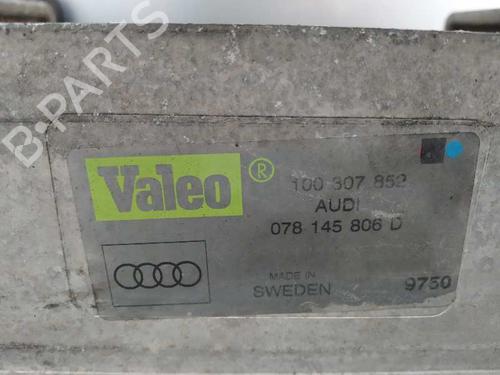 B-PARTS
Valeo®
100 307 852
AUDI
078 145 806 D
MADE IN
SWEDEN
9750